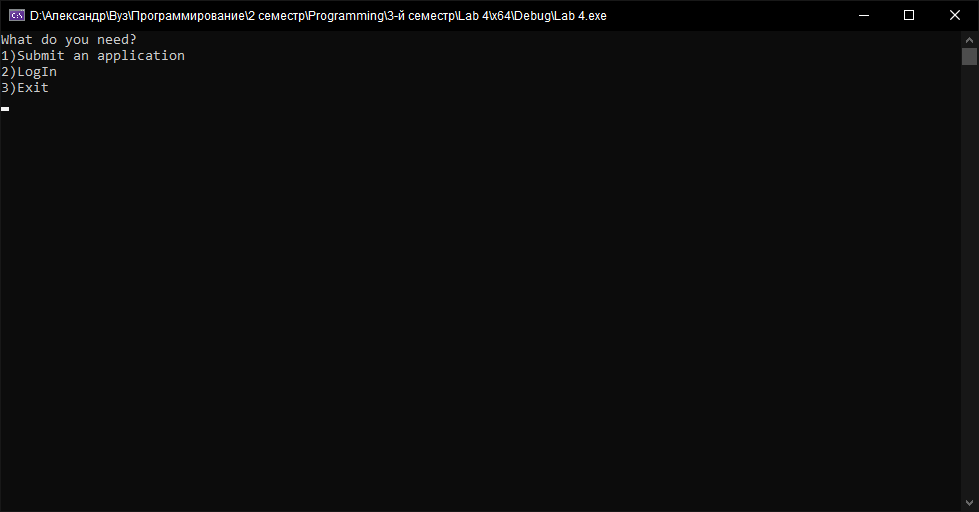 D:\Александр\Вуз\Программирование\2 семестр\Programming\3-й семестр\Lab 4\x64\Debug\Lab 4.exe
What do you need?
1)Submit an application
2)LogIn
3)Exit